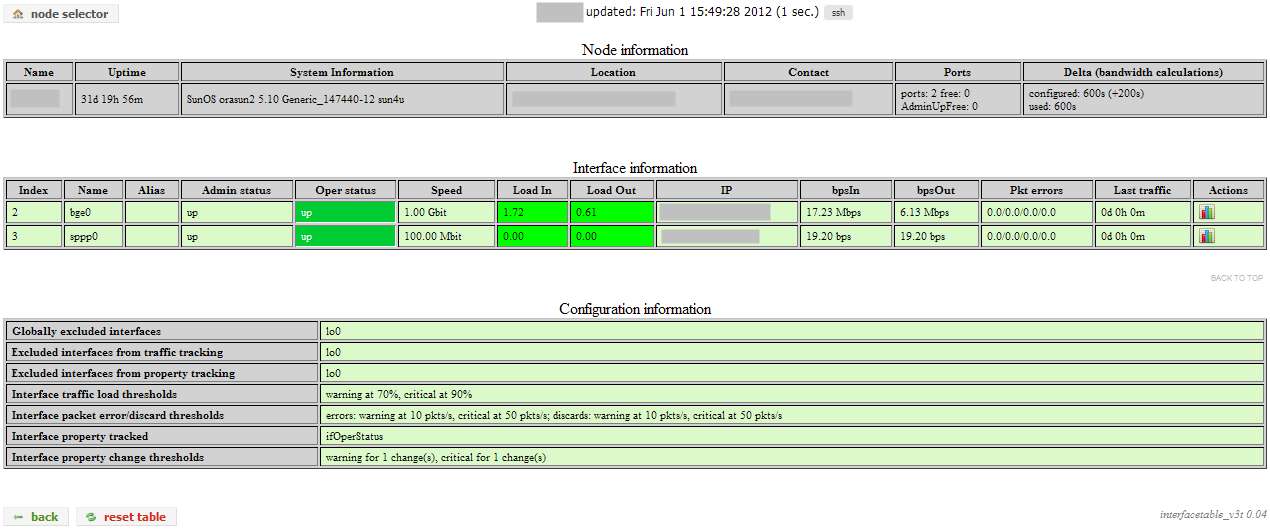 node selector
updated: Fri Jun 1 15:49:28 2012 (1 sec.) ssh
Node information
Name Uptime System Information Location Contact Ports Delta (bandwidth calculations)
31d 19h 56m SunOS orasun2 5.10 Generic_147440-12 sun4u ports: 2 free: 0 configured: 600s (+200s)
AdminUpFree: 0 used: 600s
Interface information
Index Name Alias Admin status Oper status Speed Load In Load Out IP bpsIn bpsOut Pkt errors Last traffic Actions
2 bge0 up up 1.00 Gbit 1.72 0.61 17.23 Mbps 6.13 Mbps 0.0/0.0/0.0/0.0 0d 0h 0m
3 sppp0 up up 100.00 Mbit 0.00 0.00 19.20 bps 19.20 bps 0.0/0.0/0.0/0.0 0d 0h 0m
BACK TO TOP
Configuration information
Globally excluded interfaces lo0
Excluded interfaces from traffic tracking lo0
Excluded interfaces from property tracking lo0
Interface traffic load thresholds warning at 70%, critical at 90%
Interface packet error/discard thresholds errors: warning at 10 pkts/s, critical at 50 pkts/s; discards: warning at 10 pkts/s, critical at 50 pkts/s
Interface property tracked ifOperStatus
Interface property change thresholds warning for 1 change(s), critical for 1 change(s)
back reset table interfacetable_v3t 0.04